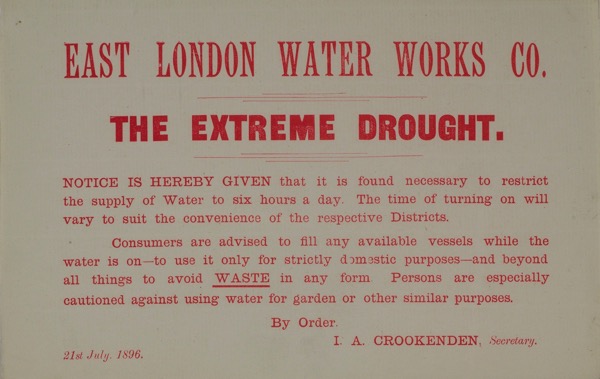 EAST LONDON WATER WORKS CO.
THE EXTREME DROUGHT.
NOTICE IS HEREBY GIVEN that it is found necessary to restrict
the supply of Water to six hours a day. The time of turning on will
vary to suit the convenience of the respective Districts.
Consumers are advised to fill any available vessels while the
water is on—to use it only for strictly domestic purposes—and beyond
all things to avoid WASTE in any form. Persons are especially
cautioned against using water for garden or other similar purposes.
By Order.
I. A. CROOKENDEN, Secretary.
21st July, 1896.